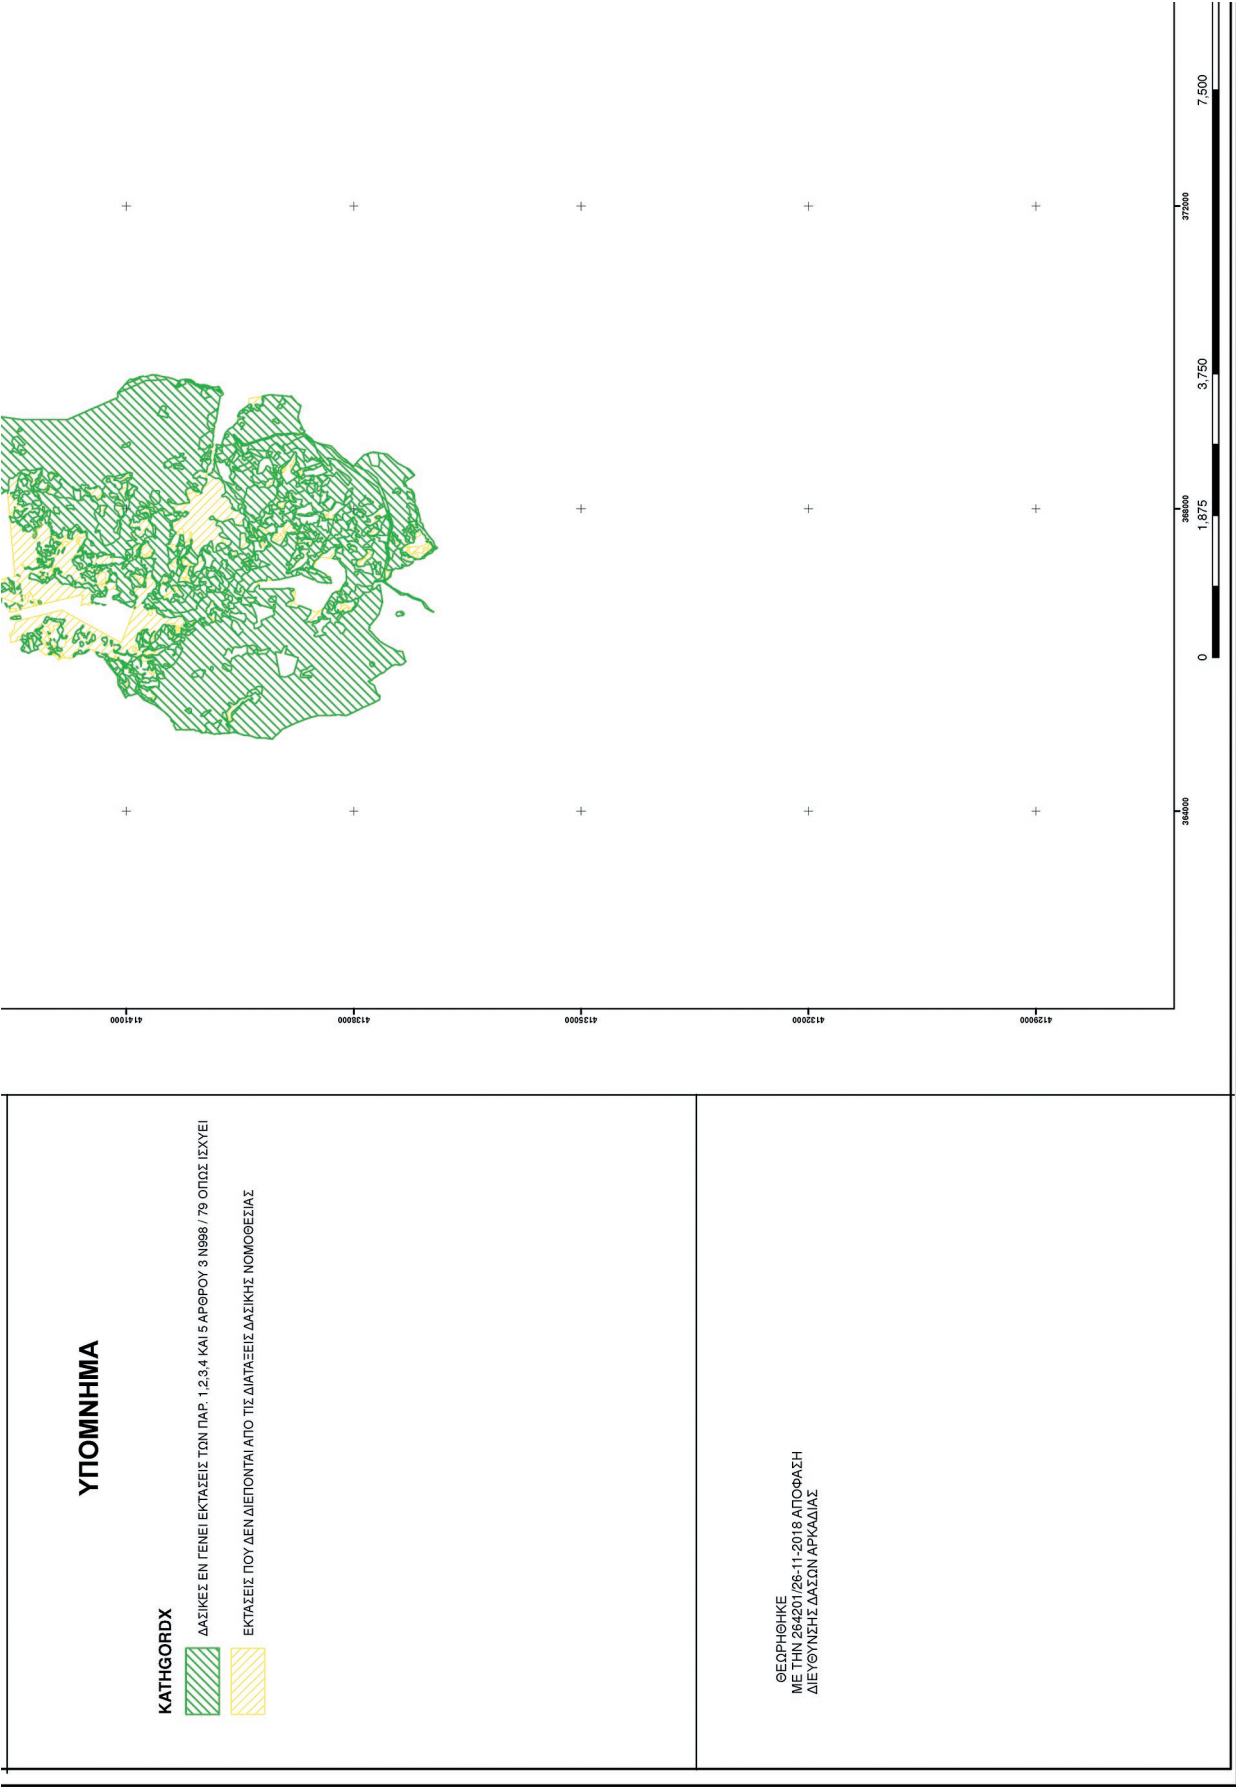 ΥΠΟΜΝΗΜΑ
KATHGORDX
ΔΑΣΙΚΕΣ ΕΝ ΓΕΝΕΙ ΕΚΤΑΣΕΙΣ ΤΩΝ ΠΑΡ. 1,2,3,4 ΚΑΙ 5 ΑΡΘΡΟΥ 3 Ν998 / 79 ΟΠΩΣ ΙΣΧΥΕΙ
ΕΚΤΑΣΕΙΣ ΠΟΥ ΔΕΝ ΔΙΕΠΟΝΤΑΙ ΑΠΟ ΤΙΣ ΔΙΑΤΑΞΕΙΣ ΔΑΣΙΚΗΣ ΝΟΜΟΘΕΣΙΑΣ
ΘΕΩΡΗΘΗΚΕ
ΜΕ ΤΗΝ 264201/26-11-2018 ΑΠΟΦΑΣΗ
ΔΙΕΥΘΥΝΣΗΣ ΔΑΣΩΝ ΑΡΚΑΔΙΑΣ
4141000
4138000
4135000
4132000
4129000
364000
368000
372000
0
1,875
3,750
7,500